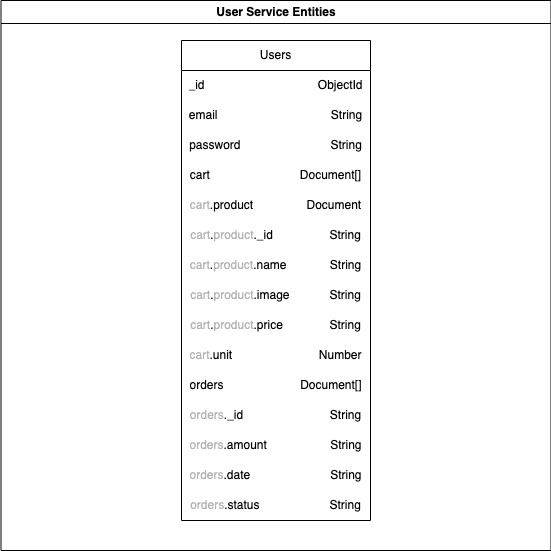 User Service Entities
Users
_id ObjectId
email String
password String
cart Document[]
cart.product Document
cart.product._id String
cart.product.name String
cart.product.image String
cart.product.price String
cart.unit Number
orders Document[]
orders._id String
orders.amount String
orders.date String
orders.status String